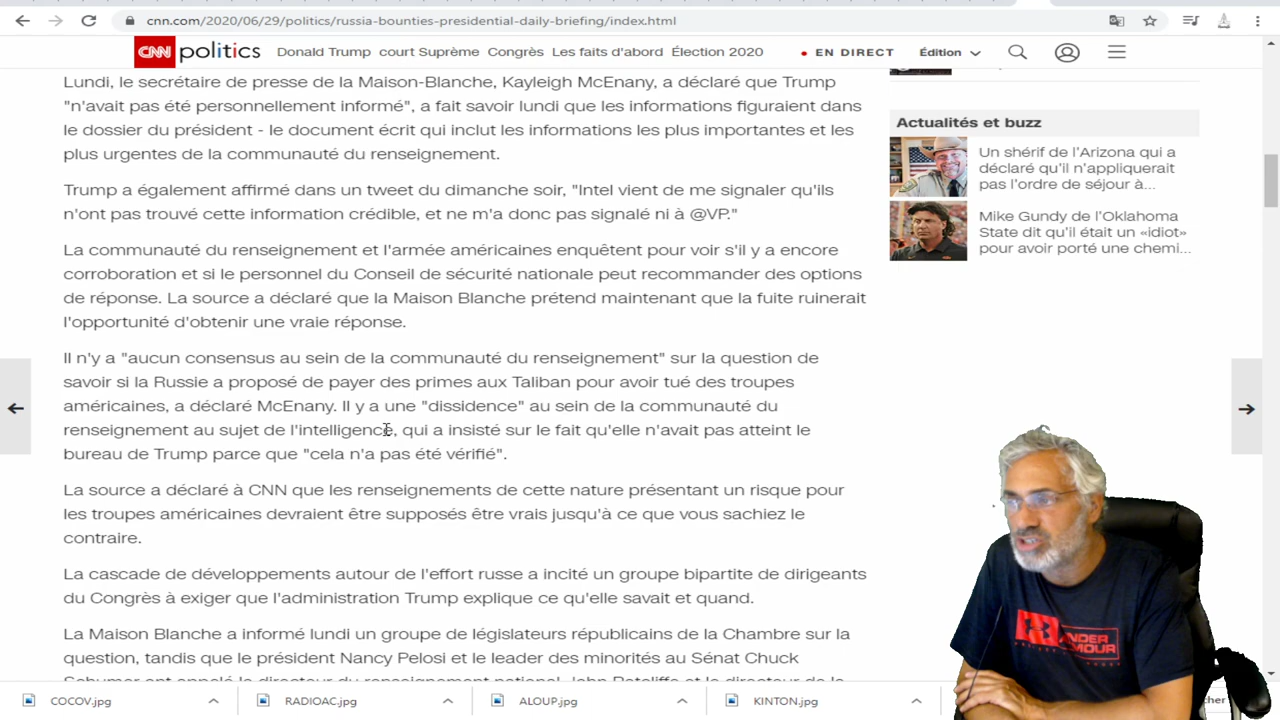 cnn.com/2020/06/29/politics/russia-bounties-presidential-daily-briefing/index.html
CNN politics Donald Trump court Suprême Congrès Les faits d'abord Élection 2020 EN DIRECT Édition
Lundi, le secrétaire de presse de la Maison-Blanche, Kayleigh McEnany, a déclaré que Trump
"n'avait pas été personnellement informé", a fait savoir lundi que les informations figuraient dans
le dossier du président - le document écrit qui inclut les informations les plus importantes et les
plus urgentes de la communauté du renseignement.
Trump a également affirmé dans un tweet du dimanche soir, "Intel vient de me signaler qu'ils
n'ont pas trouvé cette information crédible, et ne m'a donc pas signalé ni à @VP."
La communauté du renseignement et l'armée américaines enquêtent pour voir s'il y a encore
corroboration et si le personnel du Conseil de sécurité nationale peut recommander des options
de réponse. La source a déclaré que la Maison Blanche prétend maintenant que la fuite ruinerait
l'opportunité d'obtenir une vraie réponse.
Il n'y a "aucun consensus au sein de la communauté du renseignement" sur la question de
savoir si la Russie a proposé de payer des primes aux Taliban pour avoir tué des troupes
américaines, a déclaré McEnany. Il y a une "dissidence" au sein de la communauté du
renseignement au sujet de l'intelligence, qui a insisté sur le fait qu'elle n'avait pas atteint le
bureau de Trump parce que "cela n'a pas été vérifié".
La source a déclaré à CNN que les renseignements de cette nature présentant un risque pour
les troupes américaines devraient être supposés être vrais jusqu'à ce que vous sachiez le
contraire.
La cascade de développements autour de l'effort russe a incité un groupe bipartite de dirigeants
du Congrès à exiger que l'administration Trump explique ce qu'elle savait et quand.
La Maison Blanche a informé lundi un groupe de législateurs républicains de la Chambre sur la
question, tandis que le président Nancy Pelosi et le leader des minorités au Sénat Chuck
Actualités et buzz
Un shérif de l'Arizona qui a
déclaré qu'il n'appliquerait
pas l'ordre de séjour à...
Mike Gundy de l'Oklahoma
State dit qu'il était un «idiot»
pour avoir porté une chemi...
UNDER
ARMOUR
COCOV.jpg RADIOAC.jpg ALOUP.jpg KINTON.jpg